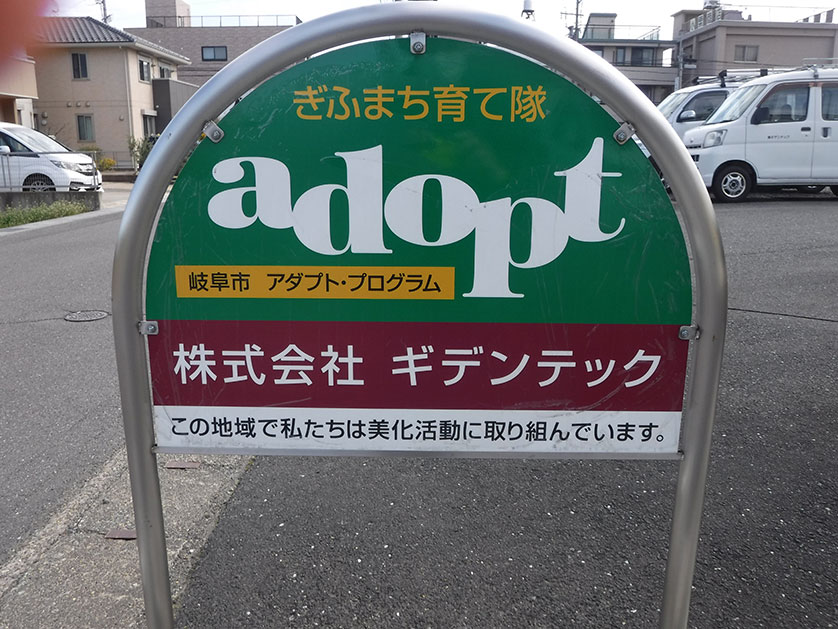 ぎふまち育て隊
adopt
岐阜市 アダプト・プログラム
株式会社 ギデンテック
この地域で私たちは美化活動に取り組んでいます。